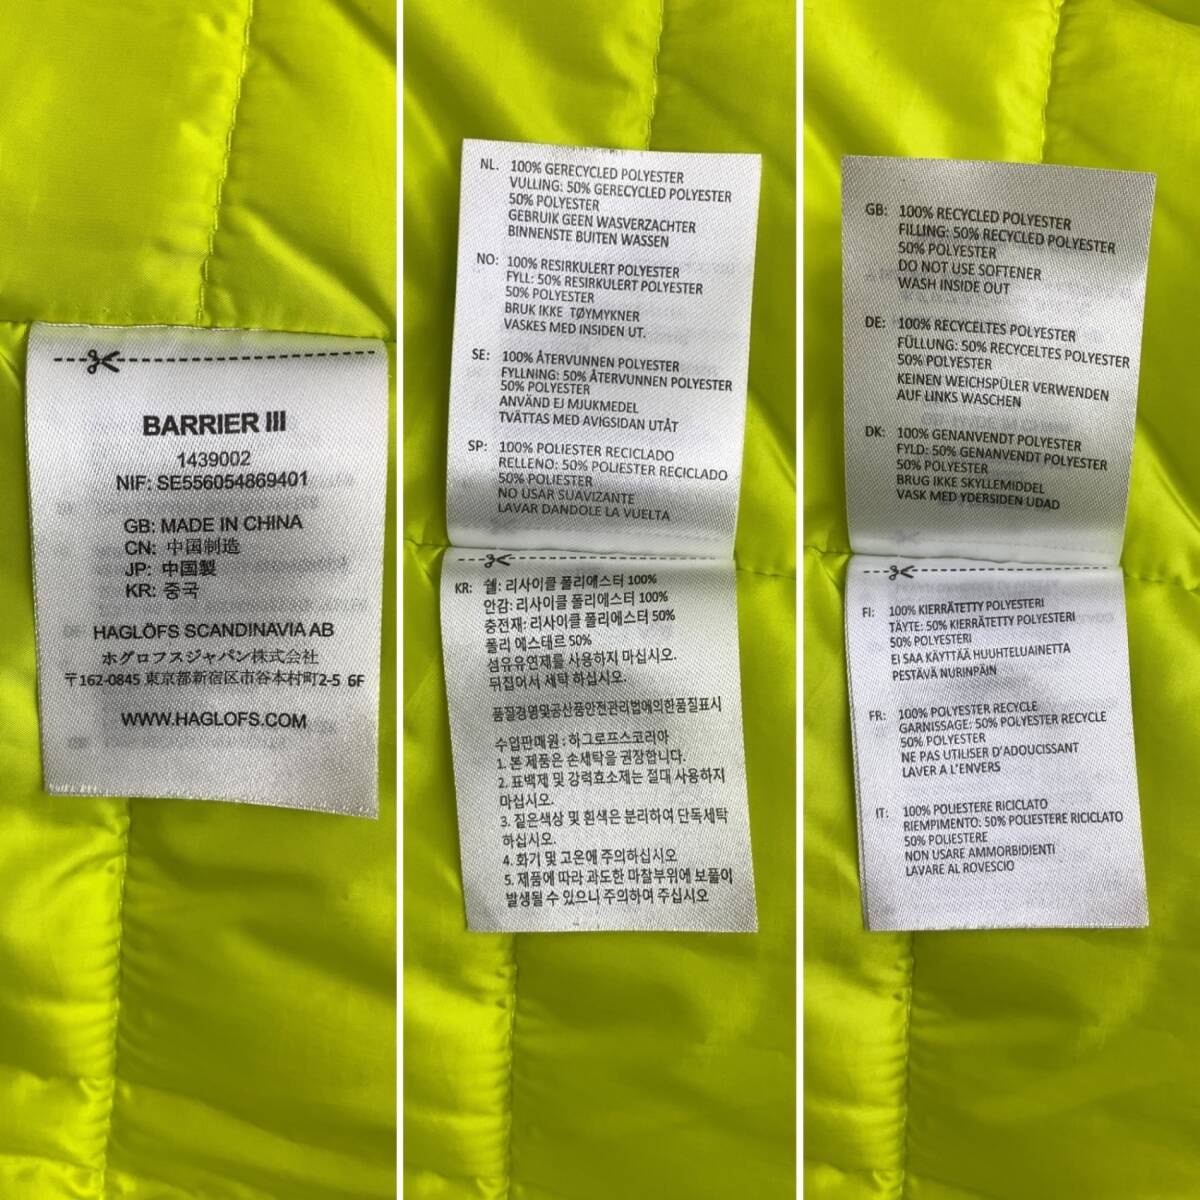 BARRIER III
1439002
NIF: SE556054869401
GB: MADE IN CHINA
CN: 中国制造
JP: 中国製
KR: 중국
HAGLÖFS SCANDINAVIA AB
ホグロフスジャパン株式会社
〒162-0845 東京都新宿区市谷本村町2-5 6F
WWW.HAGLOFS.COM
NL. 100% GERECYCLED POLYESTER
VULLING: 50% GERECYCLED POLYESTER
50% POLYESTER
GEBRUIK GEEN WASVERZACHTER
BINNENSTE BUITEN WASSEN
NO: 100% RESIRKULERT POLYESTER
FYLL: 50% RESIRKULERT POLYESTER
50% POLYESTER
BRUK IKKE TØYMYKNER
VASKES MED INSIDEN UT.
SE: 100% ÅTERVUNNEN POLYESTER
FYLLNING: 50% ÅTERVUNNEN POLYESTER
50% POLYESTER
ANVÄND EJ MJUKMEDEL
TVÄTTAS MED AVIGSIDAN UTÅT
SP: 100% POLIESTER RECICLADO
RELLENO: 50% POLIESTER RECICLADO
50% POLIESTER
NO USAR SUAVIZANTE
LAVAR DANDOLE LA VUELTA
KR: 쉘: 리사이클 폴리에스터 100%
안감: 리사이클 폴리에스터 100%
충전재: 리사이클 폴리에스터 50%
폴리 에스테르 50%
섬유유연제를 사용하지 마십시오.
뒤집어서 세탁 하십시오.
품질경영및공산품안전관리법에의한품질표시
수입판매원 : 하그로프스코리아
1. 본 제품은 손세탁을 권장합니다.
2. 표백제 및 강력효소제는 절대 사용하지
마십시오.
3. 짙은색상 및 흰색은 분리하여 단독세탁
하십시오.
4. 화기 및 고온에 주의하십시오
5. 제품에 따라 과도한 마찰부위에 보풀이
발생될 수 있으니 주의하며 주십시오
GB: 100% RECYCLED POLYESTER
FILLING: 50% RECYCLED POLYESTER
50% POLYESTER
DO NOT USE SOFTENER
WASH INSIDE OUT
DE: 100% RECYCELTES POLYESTER
FÜLLUNG: 50% RECYCELTES POLYESTER
50% POLYESTER
KEINEN WEICHSPÜLER VERWENDEN
AUF LINKS WASCHEN
DK: 100% GENANVENDT POLYESTER
FYLD: 50% GENANVENDT POLYESTER
50% POLYESTER
BRUG IKKE SKYLLEMIDDEL
VASK MED YDERSIDEN UDAD
FI: 100% KIERRÄTETTY POLYESTERI
TÄYTE: 50% KIERRÄTETTY POLYESTERI
50% POLYESTERI
EI SAA KÄYTTÄÄ HUUHTELUAINETTA
PESTÄVÄ NURINPÄIN
FR: 100% POLYESTER RECYCLE
GARNISSAGE: 50% POLYESTER RECYCLE
50% POLYESTER
NE PAS UTILISER D'ADOUCISSANT
LAVER A L'ENVERS
IT: 100% POLIESTERE RICICLATO
RIEMPIMENTO: 50% POLIESTERE RICICLATO
50% POLIESTERE
NON USARE AMMORBIDIENTI
LAVARE AL ROVESCIO